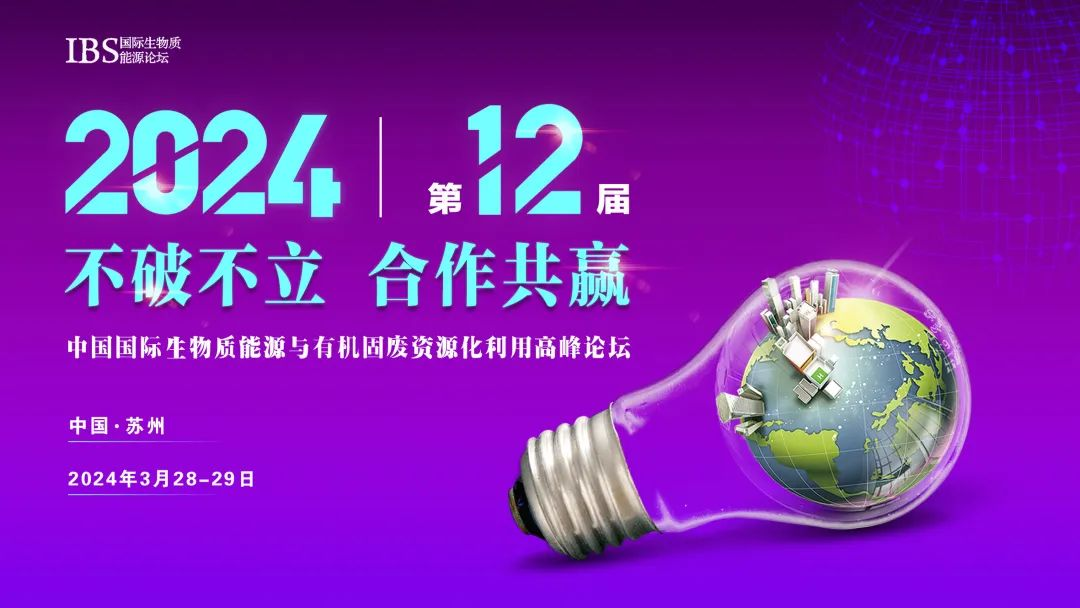 IBS 国际生物质
能源论坛
2024 第12届
不破不立 合作共赢
中国国际生物质能源与有机固废资源化利用高峰论坛
中国·苏州
2024年3月28-29日